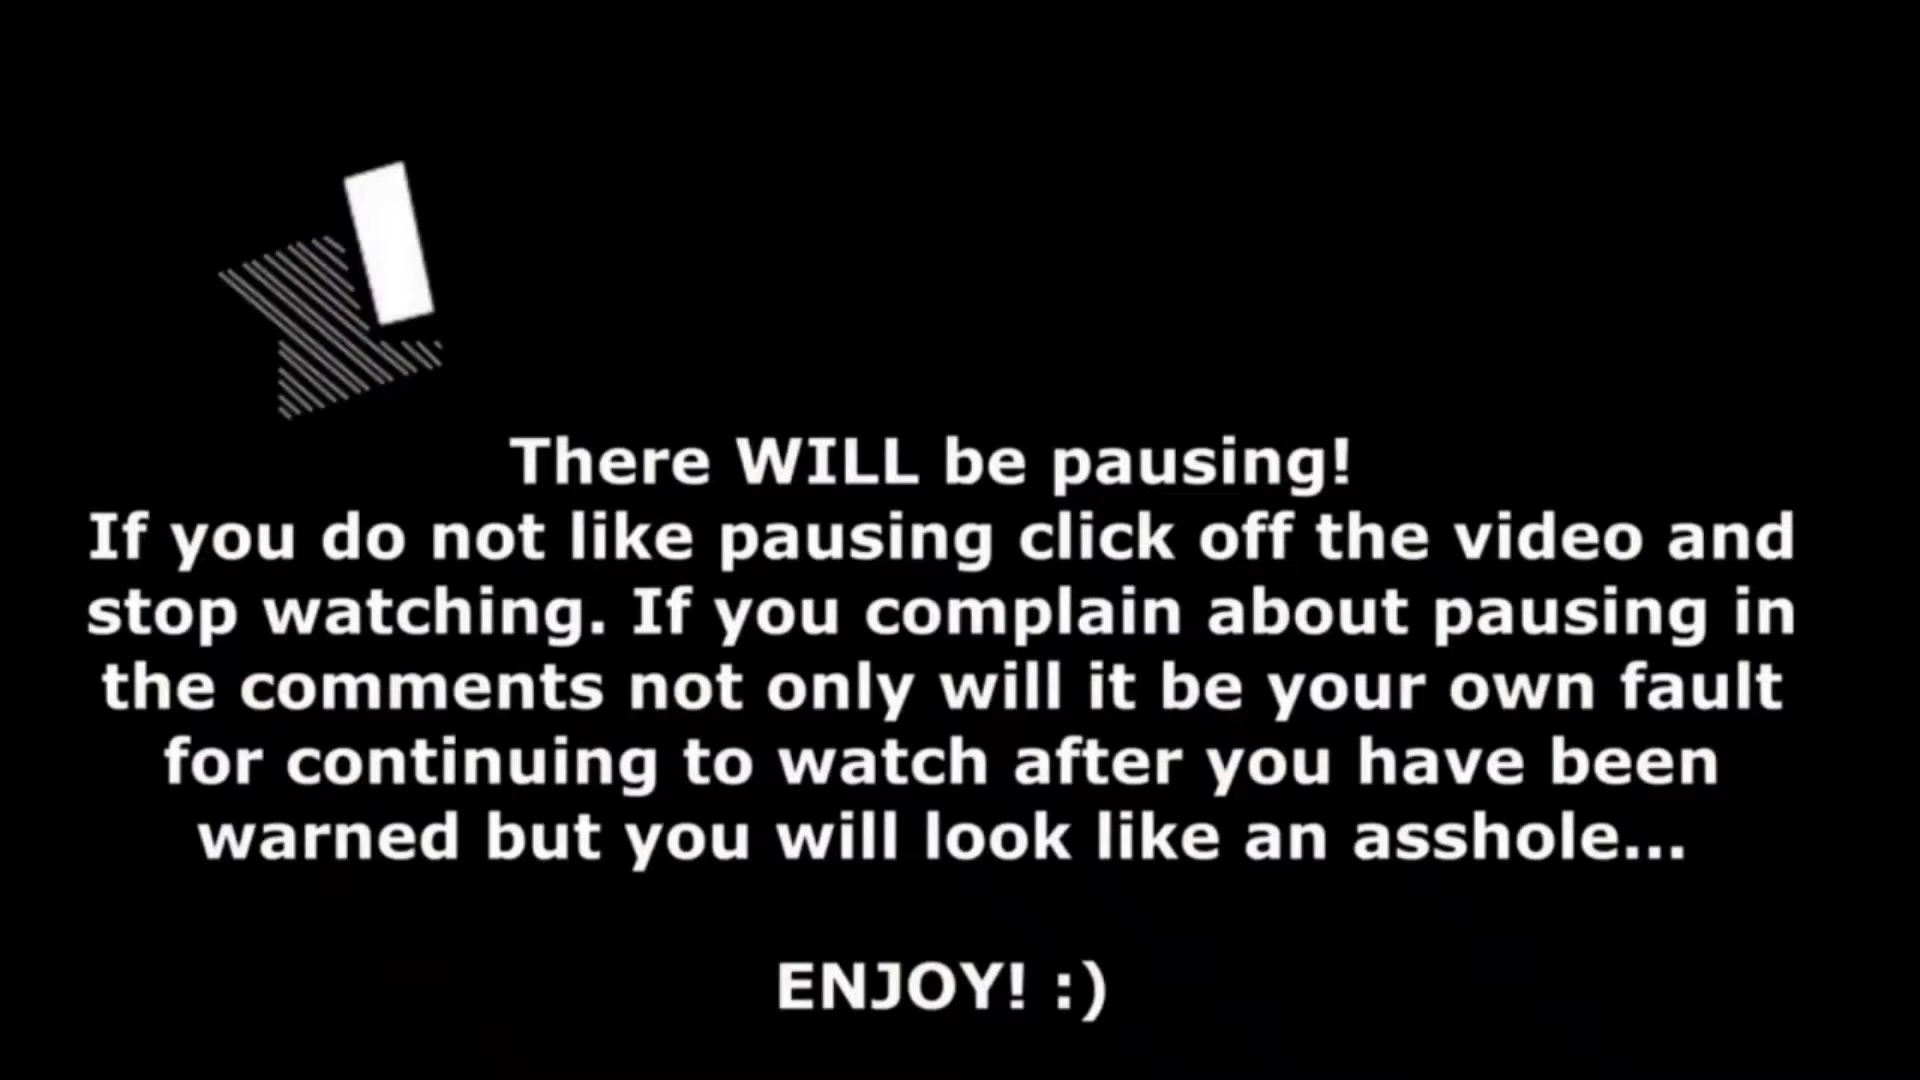 There WILL be pausing!
If you do not like pausing click off the video and
stop watching. If you complain about pausing in
the comments not only will it be your own fault
for continuing to watch after you have been
warned but you will look like an asshole...
ENJOY! :)